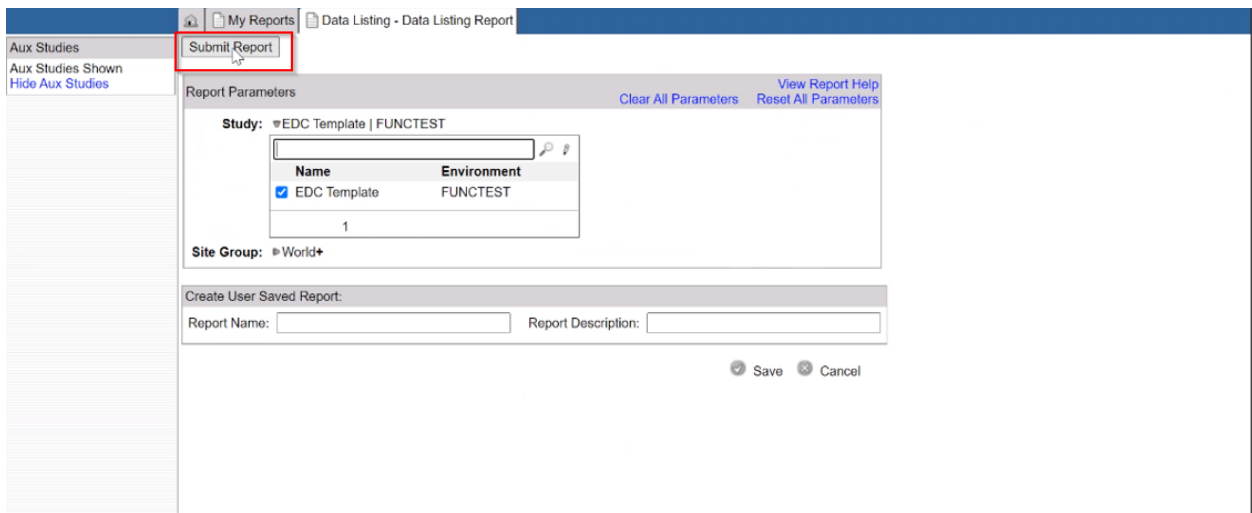 My Reports
Data Listing - Data Listing Report
Aux Studies
Aux Studies Shown
Hide Aux Studies
Submit Report
Report Parameters
View Report Help
Clear All Parameters Reset All Parameters
Study: EDC Template | FUNCTEST
Name Environment
EDC Template FUNCTEST
1
Site Group: World+
Create User Saved Report:
Report Name: Report Description:
Save Cancel